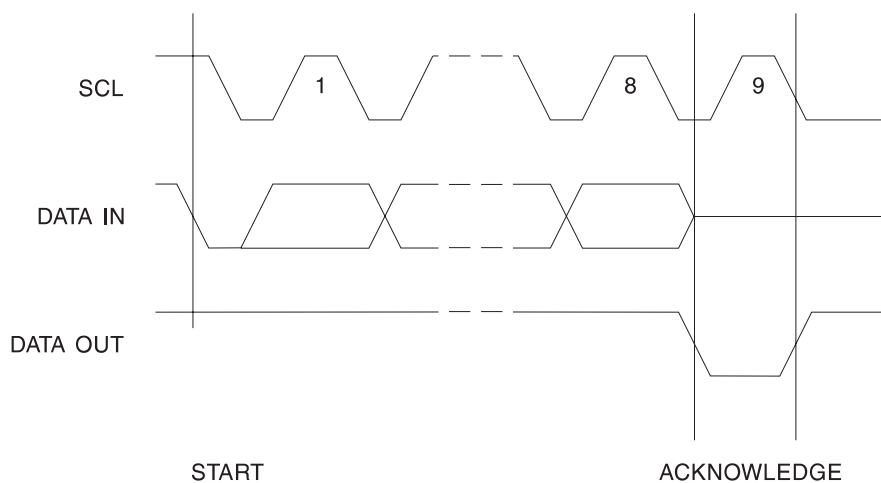 SCL
1
8
9
DATA IN
DATA OUT
START
ACKNOWLEDGE